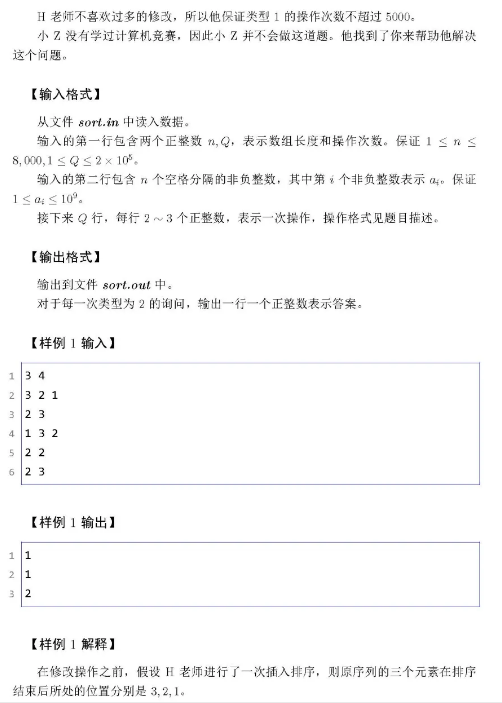 H 老师不喜欢过多的修改，所以他保证类型 1 的操作次数不超过 5000。
小 Z 没有学过计算机竞赛，因此小 Z 并不会做这道题。他找到了你来帮助他解决
这个问题。
【输入格式】
从文件 sort.in 中读入数据。
输入的第一行包含两个正整数 n, Q，表示数组长度和操作次数。保证 1 ≤ n ≤
8,000, 1 ≤ Q ≤ 2 × 10⁵。
输入的第二行包含 n 个空格分隔的非负整数，其中第 i 个非负整数表示 aᵢ。保证
1 ≤ aᵢ ≤ 10⁹。
接下来 Q 行，每行 2 ∼ 3 个正整数，表示一次操作，操作格式见题目描述。
【输出格式】
输出到文件 sort.out 中。
对于每一次类型为 2 的询问，输出一行一个正整数表示答案。
【样例 1 输入】
1 3 4
2 3 2 1
3 2 3
4 1 3 2
5 2 2
6 2 3
【样例 1 输出】
1 1
2 1
3 2
【样例 1 解释】
在修改操作之前，假设 H 老师进行了一次插入排序，则原序列的三个元素在排序
结束后所处的位置分别是 3, 2, 1。